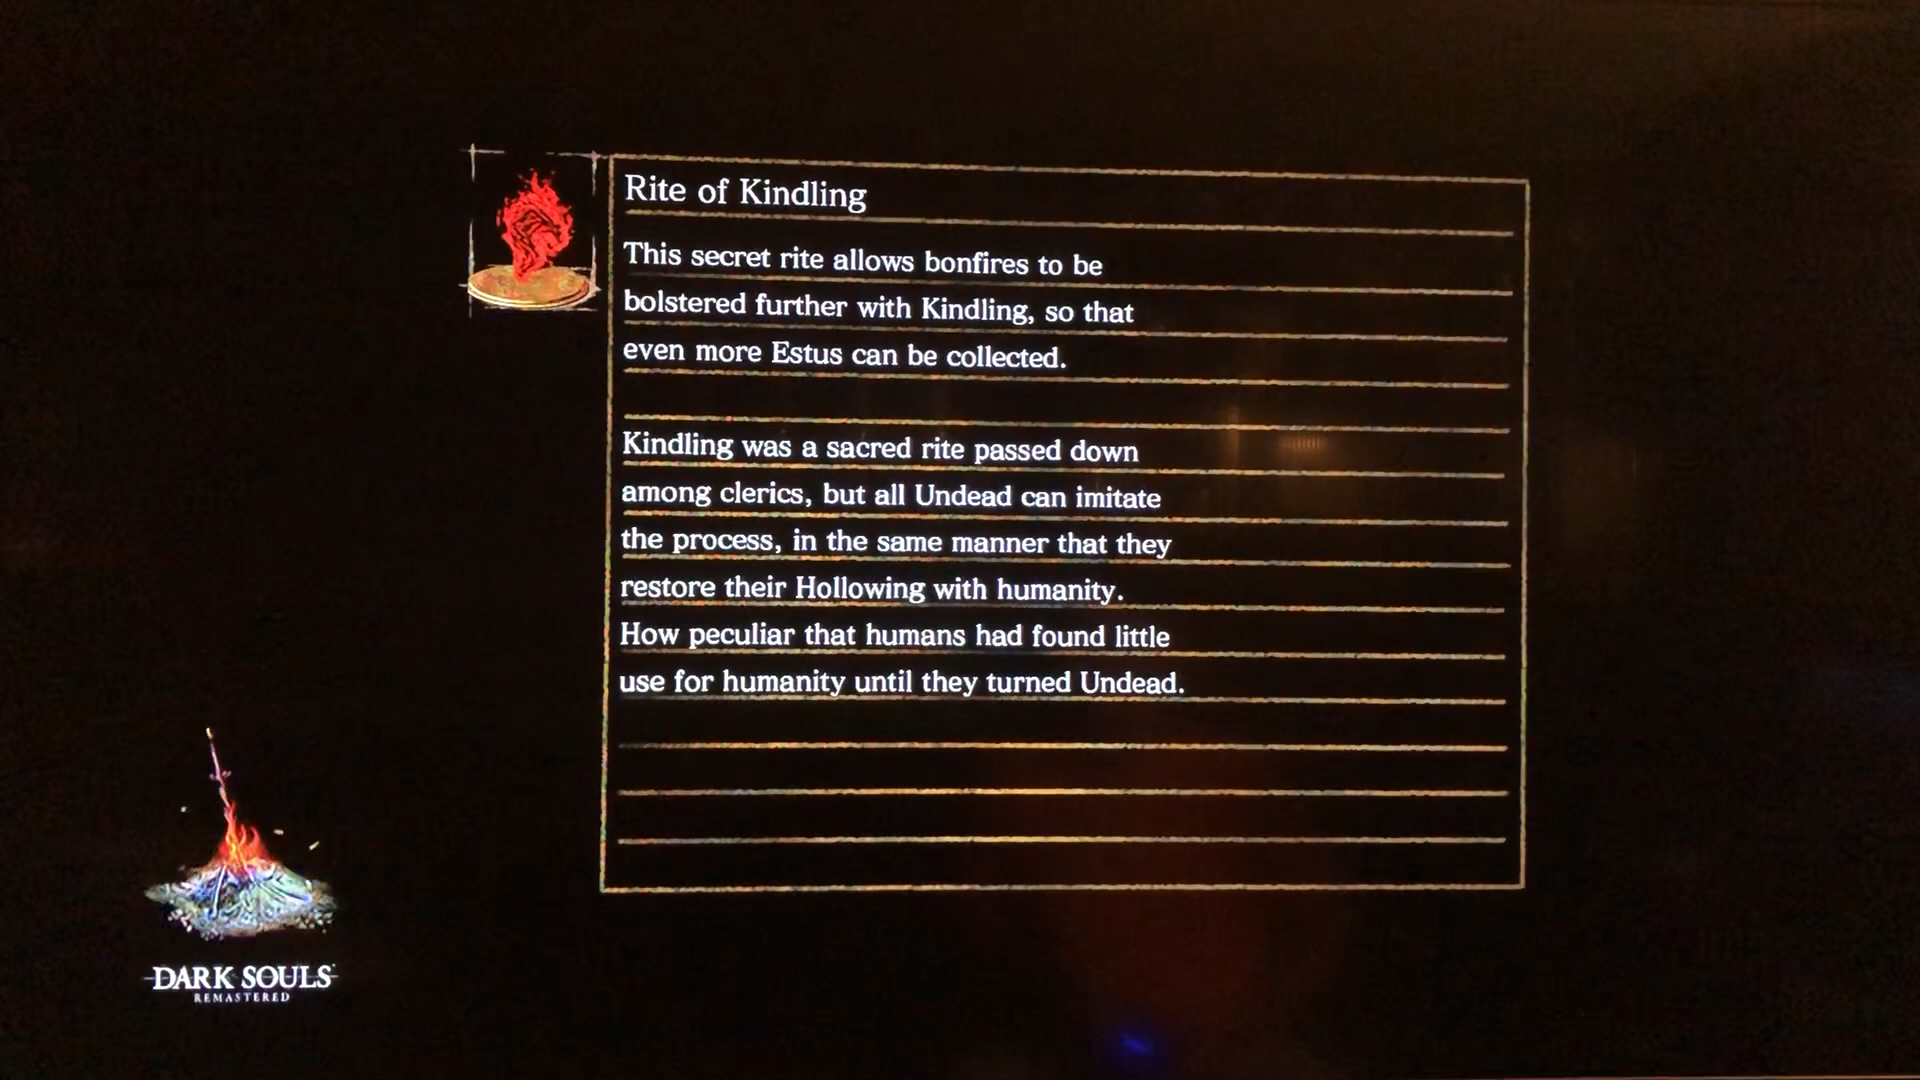 Rite of Kindling
This secret rite allows bonfires to be
bolstered further with Kindling, so that
even more Estus can be collected.
Kindling was a sacred rite passed down
among clerics, but all Undead can imitate
the process, in the same manner that they
restore their Hollowing with humanity.
How peculiar that humans had found little
use for humanity until they turned Undead.
DARK SOULS
REMASTERED